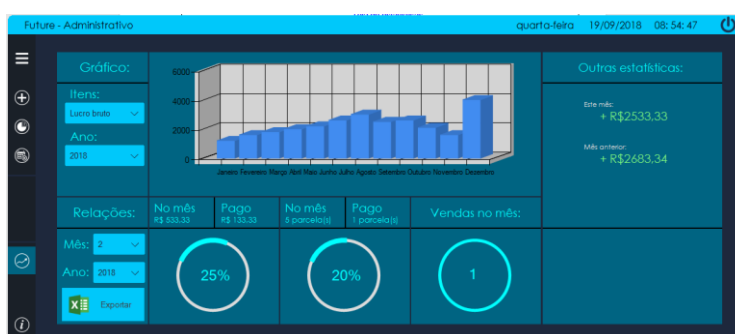 Future - Administrativo
quarta-feira 19/09/2018 08: 54: 47
Gráfico:
Itens:
Lucro bruto
Ano:
2018
6000
4000
2000
0
Janeiro Fevereiro Março Abril Maio Junho Julho Agosto Setembro Outubro Novembro Dezembro
Outras estatísticas:
Este mês:
+ R$2533,33
Mês anterior:
+ R$2683,34
Relações:
No mês
R$ 533,33
Pago
R$ 133,33
No mês
5 parcela(s)
Pago
1 parcela(s)
Vendas no mês:
Mês: 2
Ano: 2018
Exportar
25%
20%
1